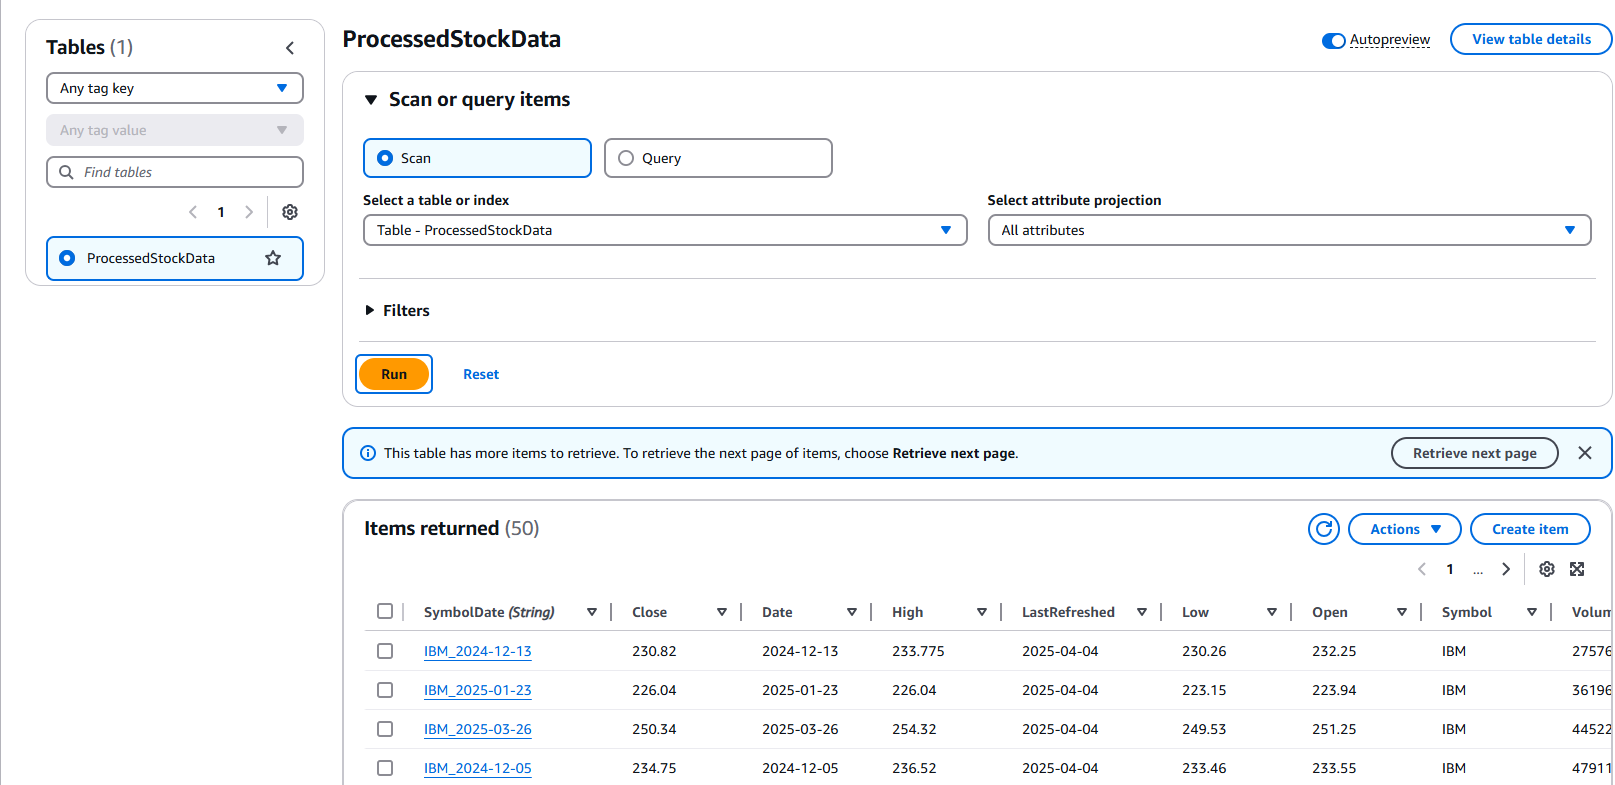 Tables (1)
Any tag key
Any tag value
Find tables
1
ProcessedStockData
ProcessedStockData
Autopreview
View table details
Scan or query items
Scan
Query
Select a table or index
Select attribute projection
Table - ProcessedStockData
All attributes
Filters
Run
Reset
This table has more items to retrieve. To retrieve the next page of items, choose Retrieve next page.
Retrieve next page
Items returned (50)
Actions
Create item
1 ...
SymbolDate (String) Close Date High LastRefreshed Low Open Symbol
IBM_2024-12-13 230.82 2024-12-13 233.775 2025-04-04 230.26 232.25 IBM 27576
IBM_2025-01-23 226.04 2025-01-23 226.04 2025-04-04 223.15 223.94 IBM 36196
IBM_2025-03-26 250.34 2025-03-26 254.32 2025-04-04 249.53 251.25 IBM 44522
IBM_2024-12-05 234.75 2024-12-05 236.52 2025-04-04 233.46 233.55 IBM 47911